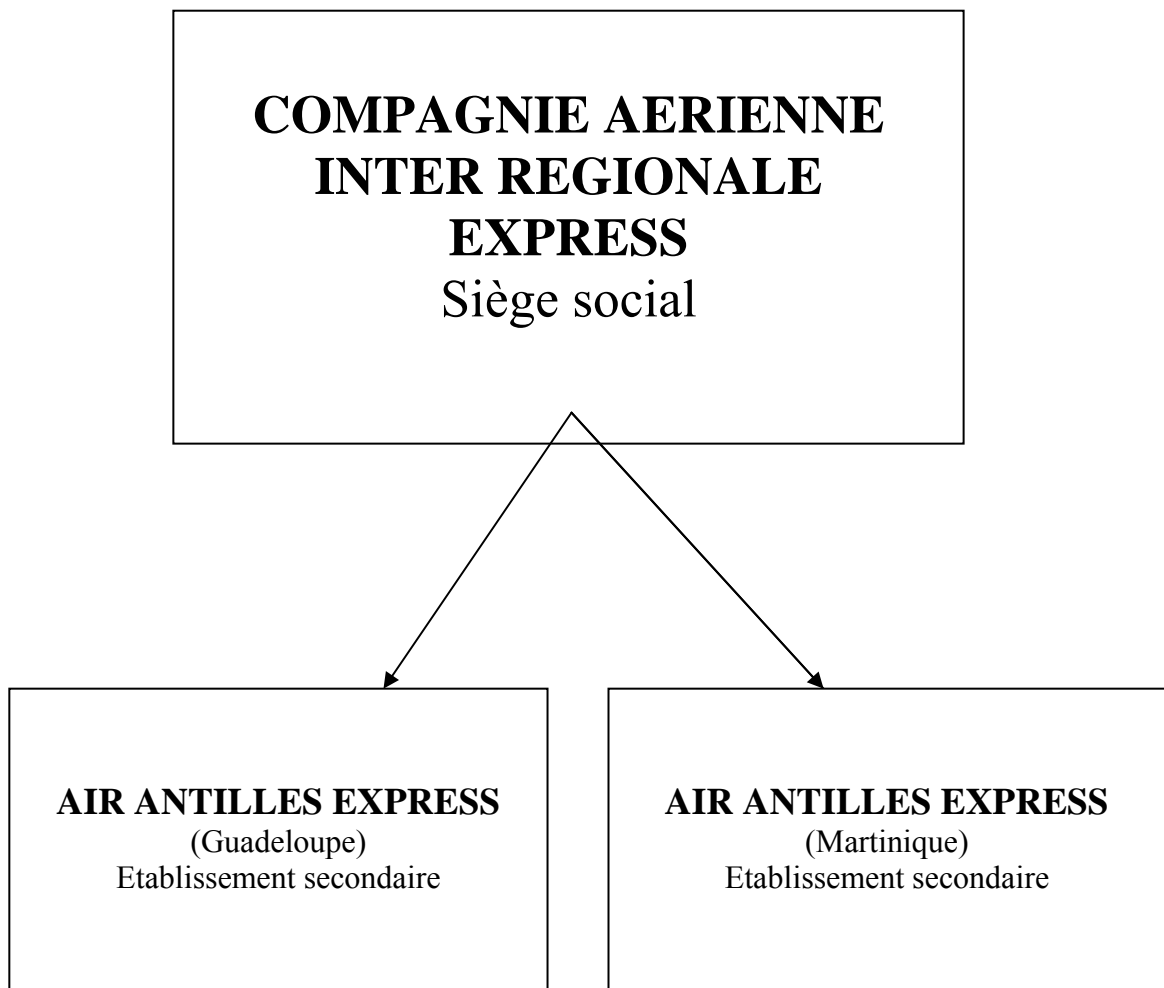 COMPAGNIE AERIENNE
INTER REGIONALE
EXPRESS
Siège social
AIR ANTILLES EXPRESS
(Guadeloupe)
Etablissement secondaire
AIR ANTILLES EXPRESS
(Martinique)
Etablissement secondaire